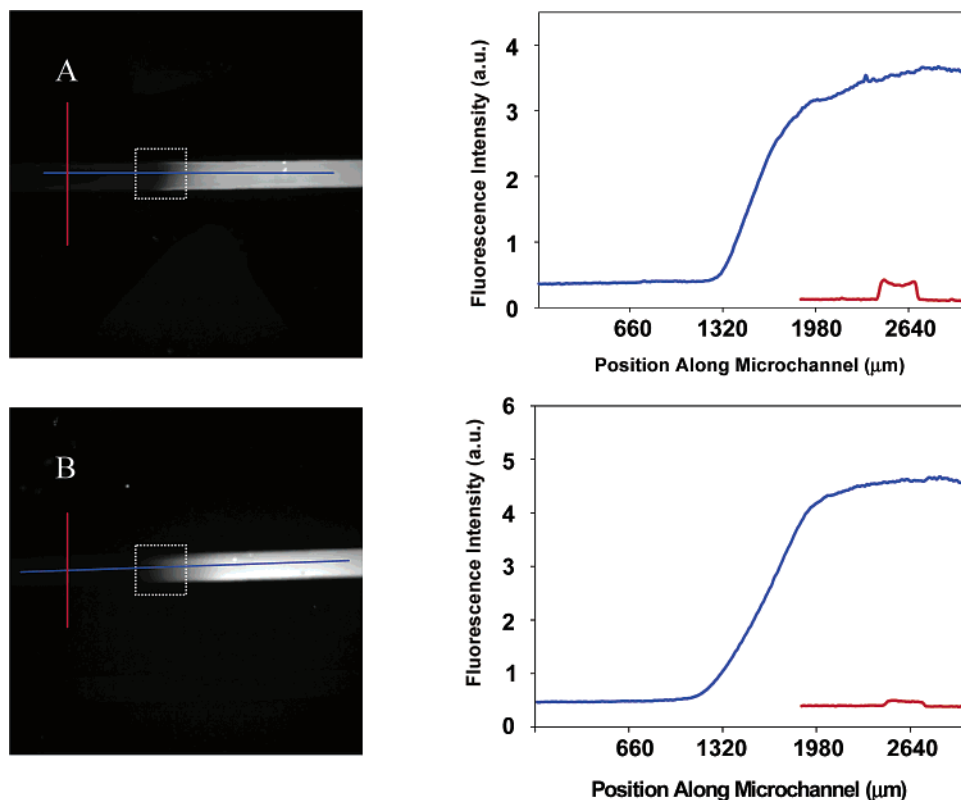 A
Fluorescence Intensity (a.u.)
4
3
2
1
0
660 1320 1980 2640
Position Along Microchannel (μm)
B
Fluorescence Intensity (a.u.)
6
5
4
3
2
1
0
660 1320 1980 2640
Position Along Microchannel (μm)